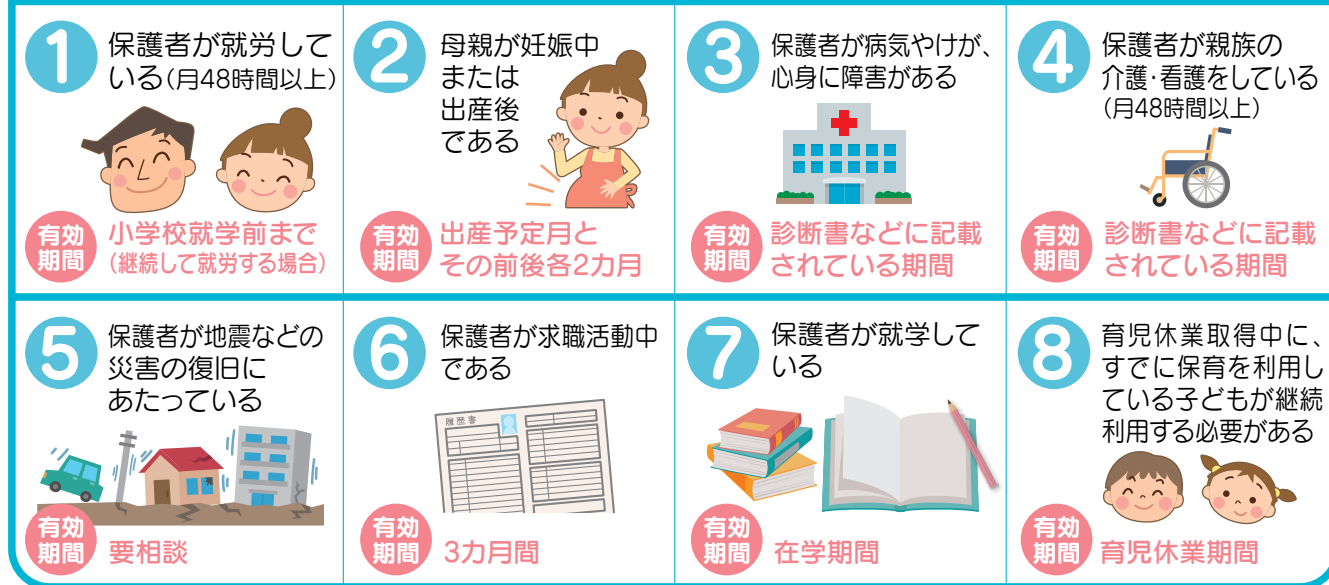 1
保護者が就労して
いる(月48時間以上)
有効
期間
小学校就学前まで
(継続して就労する場合)
2
母親が妊娠中
または
出産後
である
有効
期間
出産予定月と
その前後各2カ月
3
保護者が病気やけが、
心身に障害がある
有効
期間
診断書などに記載
されている期間
4
保護者が親族の
介護・看護をしている
(月48時間以上)
有効
期間
診断書などに記載
されている期間
5
保護者が地震などの
災害の復旧に
あたっている
有効
期間
要相談
6
保護者が求職活動中
である
履歴書
有効
期間
3カ月間
7
保護者が就学して
いる
有効
期間
在学期間
8
育児休業取得中に、
すでに保育を利用し
ている子どもが継続
利用する必要がある
有効
期間
育児休業期間